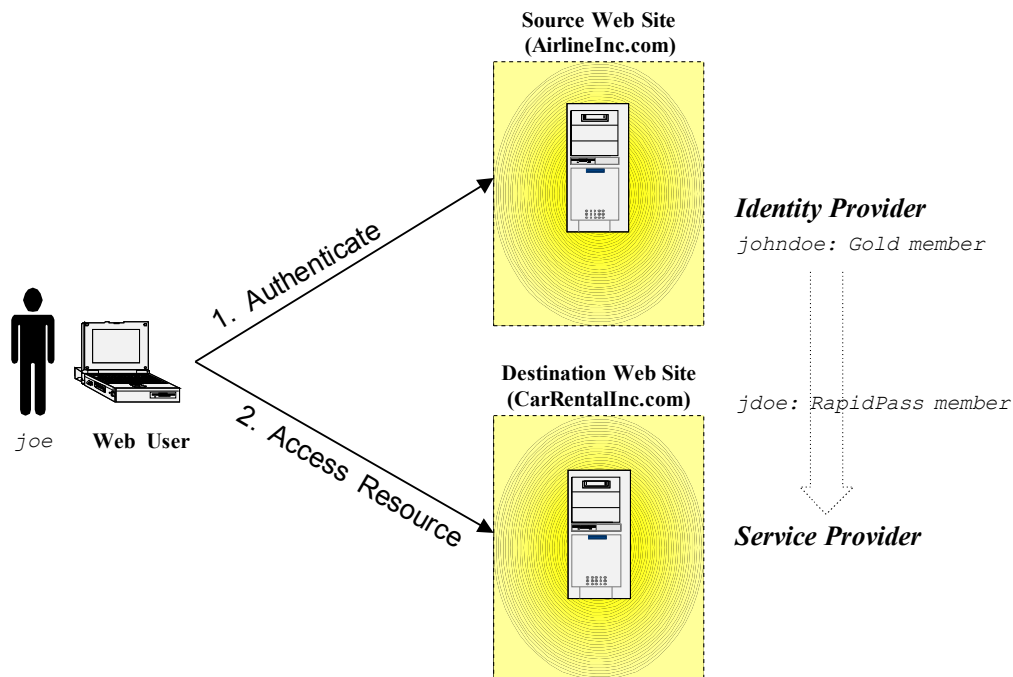 Source Web Site
(AirlineInc.com)
Identity Provider
johndoe: Gold member
1. Authenticate
joe
Web User
2. Access Resource
Destination Web Site
(CarRentalInc.com)
jdoe: RapidPass member
Service Provider